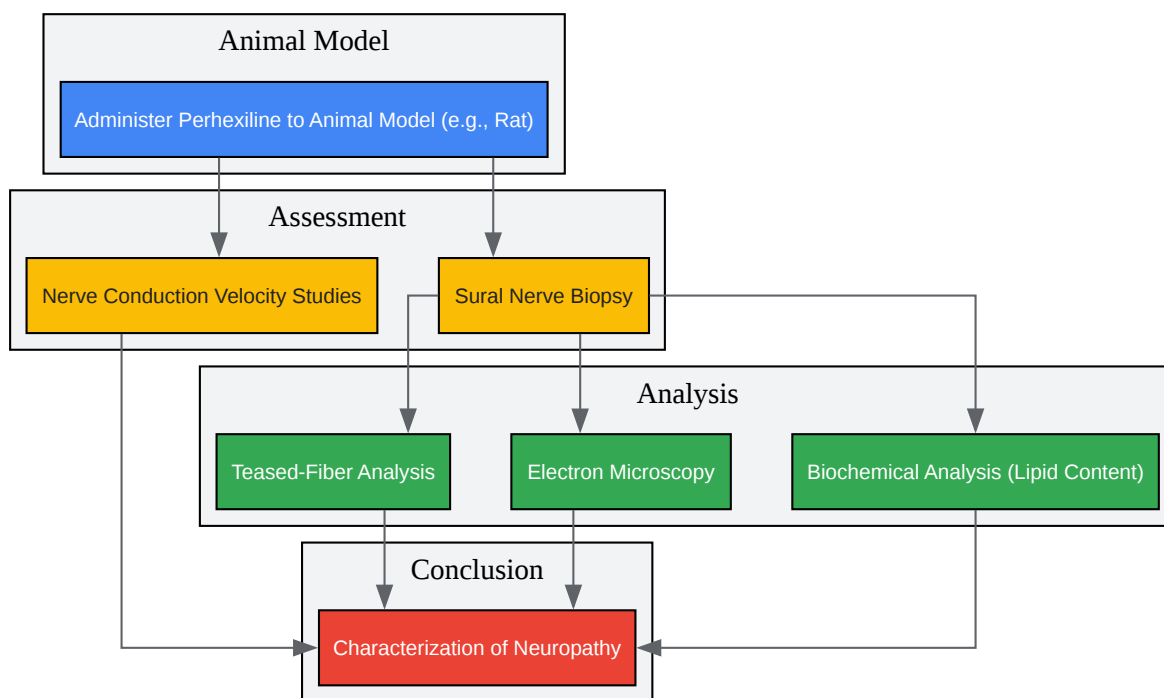 Animal Model
Administer Perhexiline to Animal Model (e.g., Rat)
Assessment
Nerve Conduction Velocity Studies
Sural Nerve Biopsy
Analysis
Teased-Fiber Analysis
Electron Microscopy
Biochemical Analysis (Lipid Content)
Conclusion
Characterization of Neuropathy